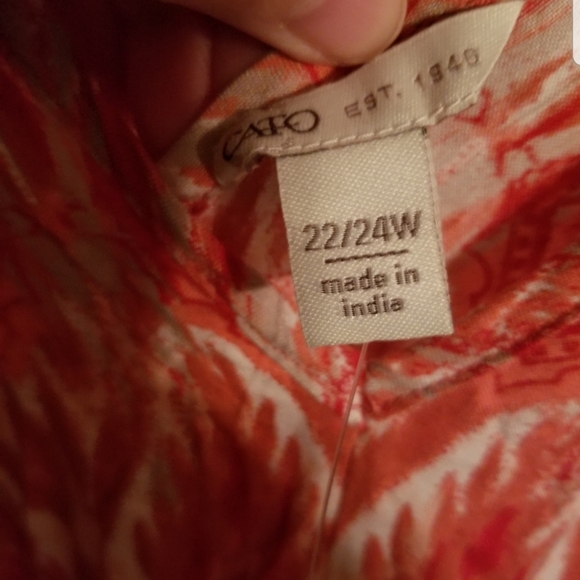 CATO EST. 1946
22/24W
made in
india